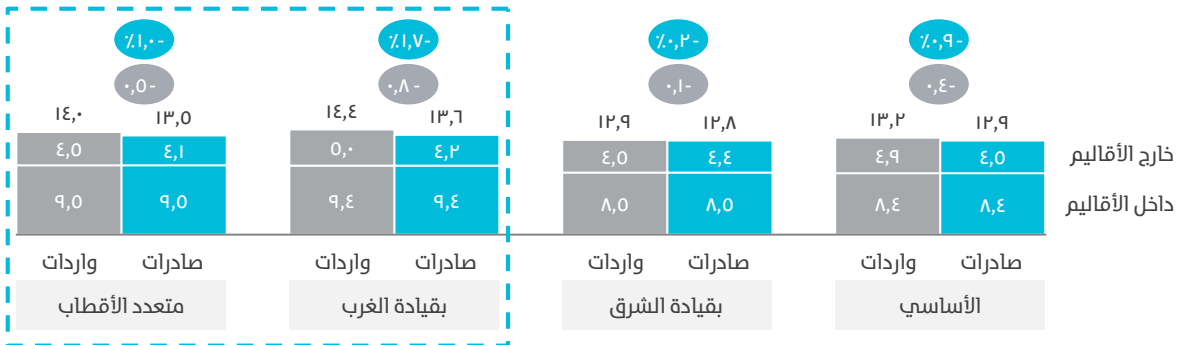 -٠,٩٪ -٠,٢٪ -١,٧٪ -١,٠٪
-٠,٤ -٠,١ -٠,٨ -٠,٥
١٢,٩ ١٣,٢ ١٢,٨ ١٢,٩ ١٣,٦ ١٤,٤ ١٣,٥ ١٤,٠
خارج الأقاليم ٤,٥ ٤,٩ ٤,٤ ٤,٥ ٤,٢ ٥,٠ ٤,١ ٤,٥
داخل الأقاليم ٨,٤ ٨,٤ ٨,٥ ٨,٥ ٩,٤ ٩,٤ ٩,٥ ٩,٥
صادرات واردات صادرات واردات صادرات واردات صادرات واردات
الأساسي بقيادة الشرق بقيادة الغرب متعدد الأقطاب